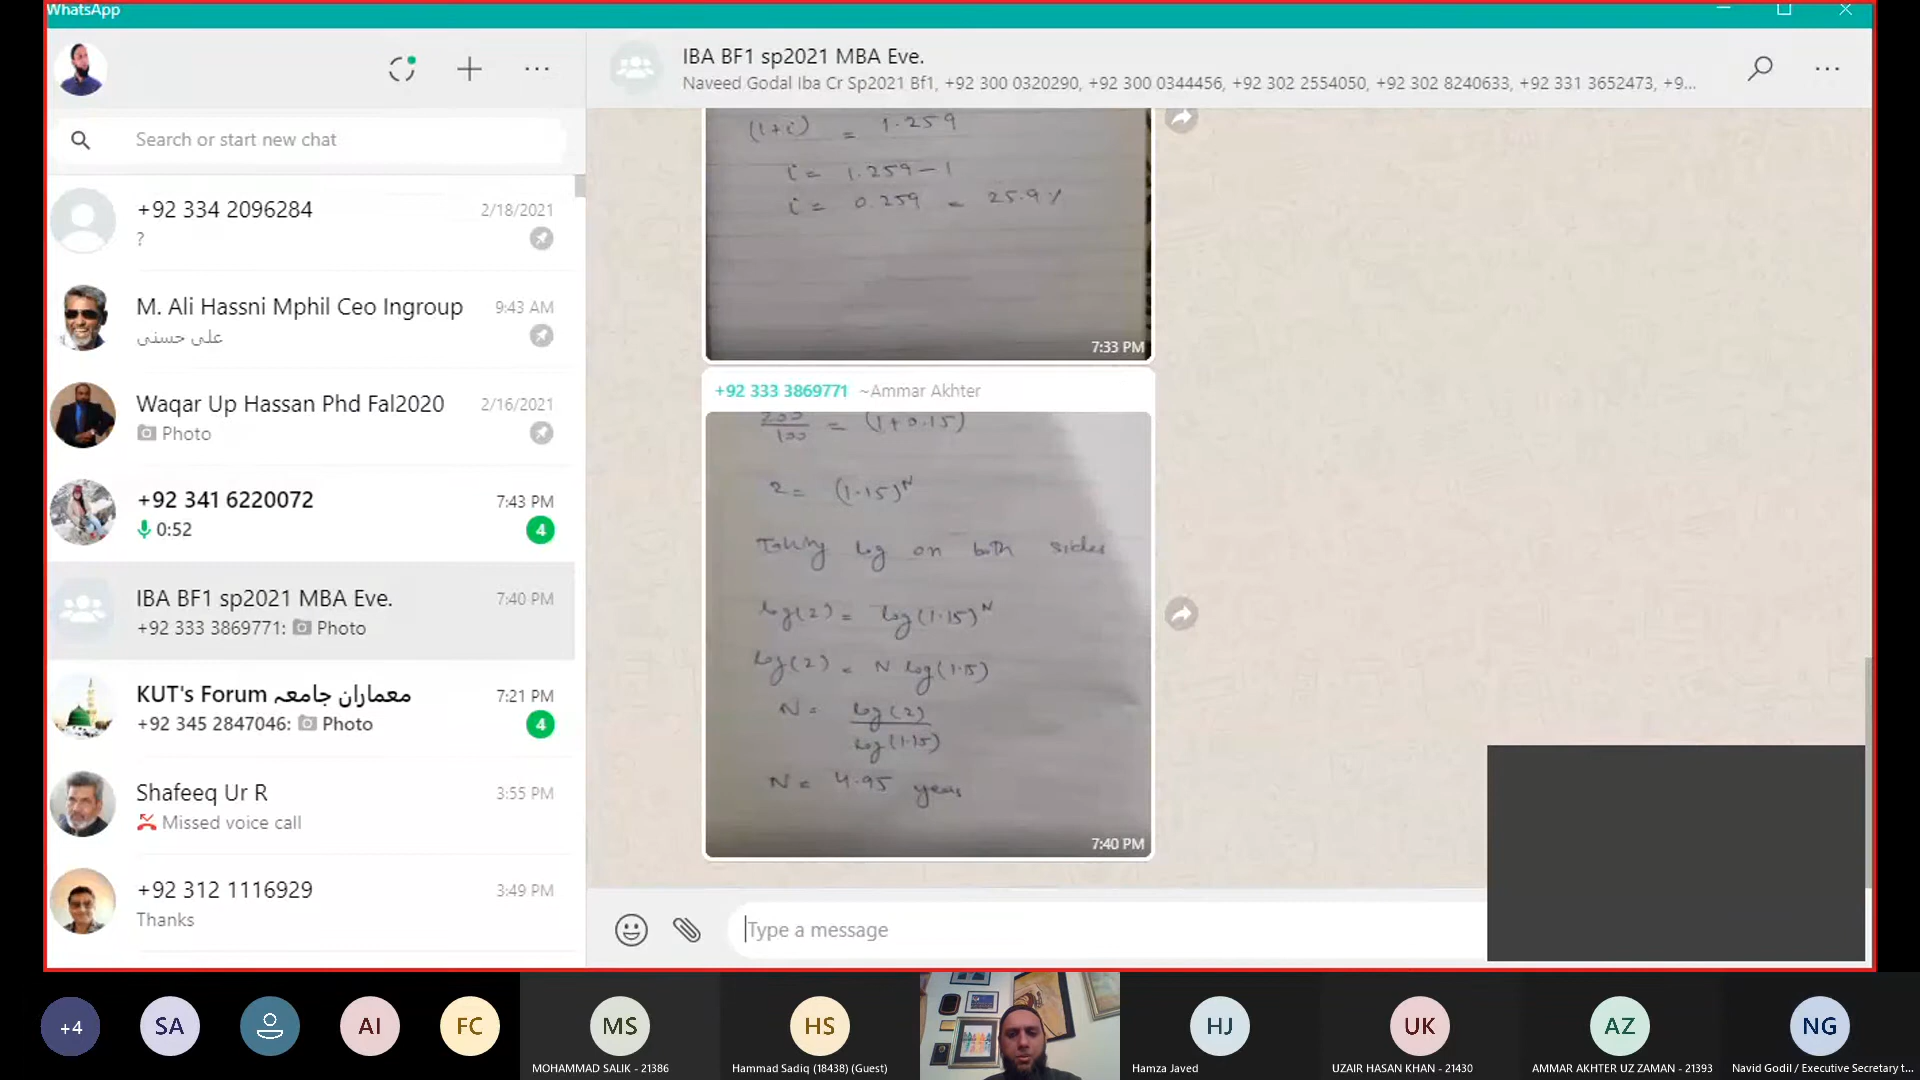 WhatsApp
Search or start new chat
+92 334 2096284
2/18/2021
?
M. Ali Hassni Mphil Ceo Ingroup
9:43 AM
علی حسنی
Waqar Up Hassan Phd Fal2020
2/16/2021
Photo
+92 341 6220072
7:43 PM
0:52
4
IBA BF1 sp2021 MBA Eve.
7:40 PM
+92 333 3869771: Photo
KUT's Forum معماران جامعہ
7:21 PM
+92 345 2847046: Photo
4
Shafeeq Ur R
3:55 PM
Missed voice call
+92 312 1116929
3:49 PM
Thanks
IBA BF1 sp2021 MBA Eve.
Naveed Godal Iba Cr Sp2021 Bf1, +92 300 0320290, +92 300 0344456, +92 302 2554050, +92 302 8240633, +92 331 3652473, +9...
(1+i) = 1.259
i = 1.259 - 1
i = 0.259 = 25.9%
7:33 PM
+92 333 3869771 ~Ammar Akhter
200/100 = (1+0.15)
2 = (1.15)^N
Taking log on both sides
log(2) = log(1.15)^N
log(2) = N log(1.15)
N = log(2)/log(1.15)
N = 4.95 years
7:40 PM
Type a message
+4
SA
AI
FC
MS
MOHAMMAD SALIK - 21386
HS
Hammad Sadiq (18438) (Guest)
HJ
Hamza Javed
UK
UZAIR HASAN KHAN - 21430
AZ
AMMAR AKHTER UZ ZAMAN - 21393
NG
Navid Godil / Executive Secretary t...